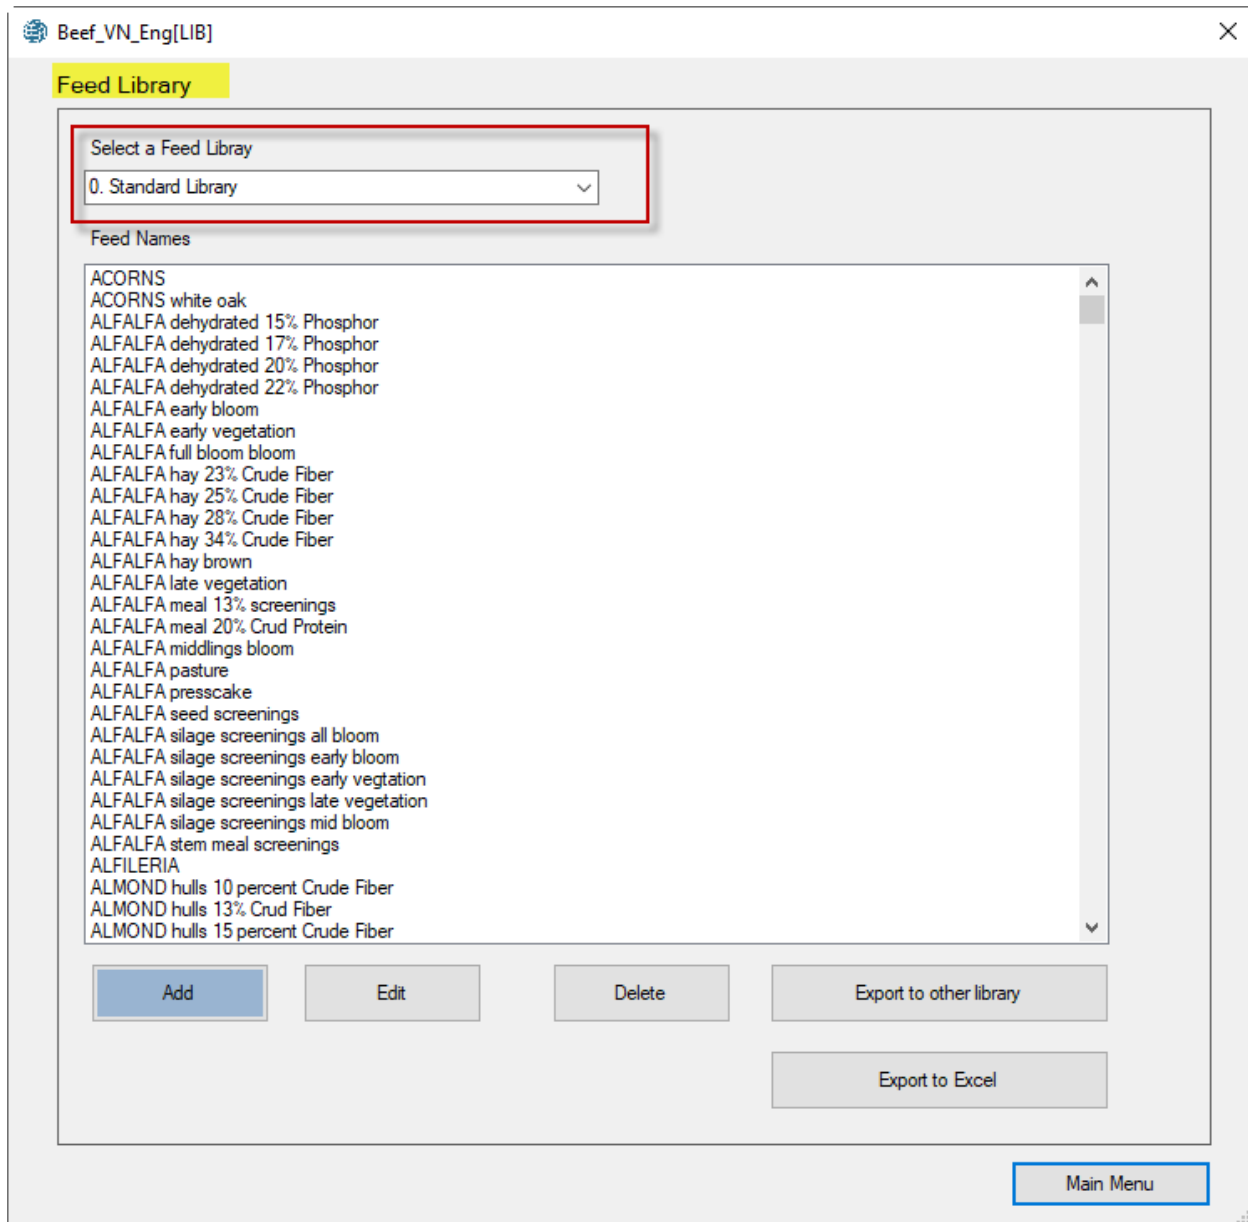 Beef_VN_Eng[LIB]
Feed Library
Select a Feed Libray
0. Standard Library
Feed Names
ACORNS
ACORNS white oak
ALFALFA dehydrated 15% Phosphor
ALFALFA dehydrated 17% Phosphor
ALFALFA dehydrated 20% Phosphor
ALFALFA dehydrated 22% Phosphor
ALFALFA early bloom
ALFALFA early vegetation
ALFALFA full bloom bloom
ALFALFA hay 23% Crude Fiber
ALFALFA hay 25% Crude Fiber
ALFALFA hay 28% Crude Fiber
ALFALFA hay 34% Crude Fiber
ALFALFA hay brown
ALFALFA late vegetation
ALFALFA meal 13% screenings
ALFALFA meal 20% Crud Protein
ALFALFA middlings bloom
ALFALFA pasture
ALFALFA presscake
ALFALFA seed screenings
ALFALFA silage screenings all bloom
ALFALFA silage screenings early bloom
ALFALFA silage screenings early vegtation
ALFALFA silage screenings late vegetation
ALFALFA silage screenings mid bloom
ALFALFA stem meal screenings
ALFILERIA
ALMOND hulls 10 percent Crude Fiber
ALMOND hulls 13% Crud Fiber
ALMOND hulls 15 percent Crude Fiber
Add Edit Delete Export to other library
Export to Excel
Main Menu